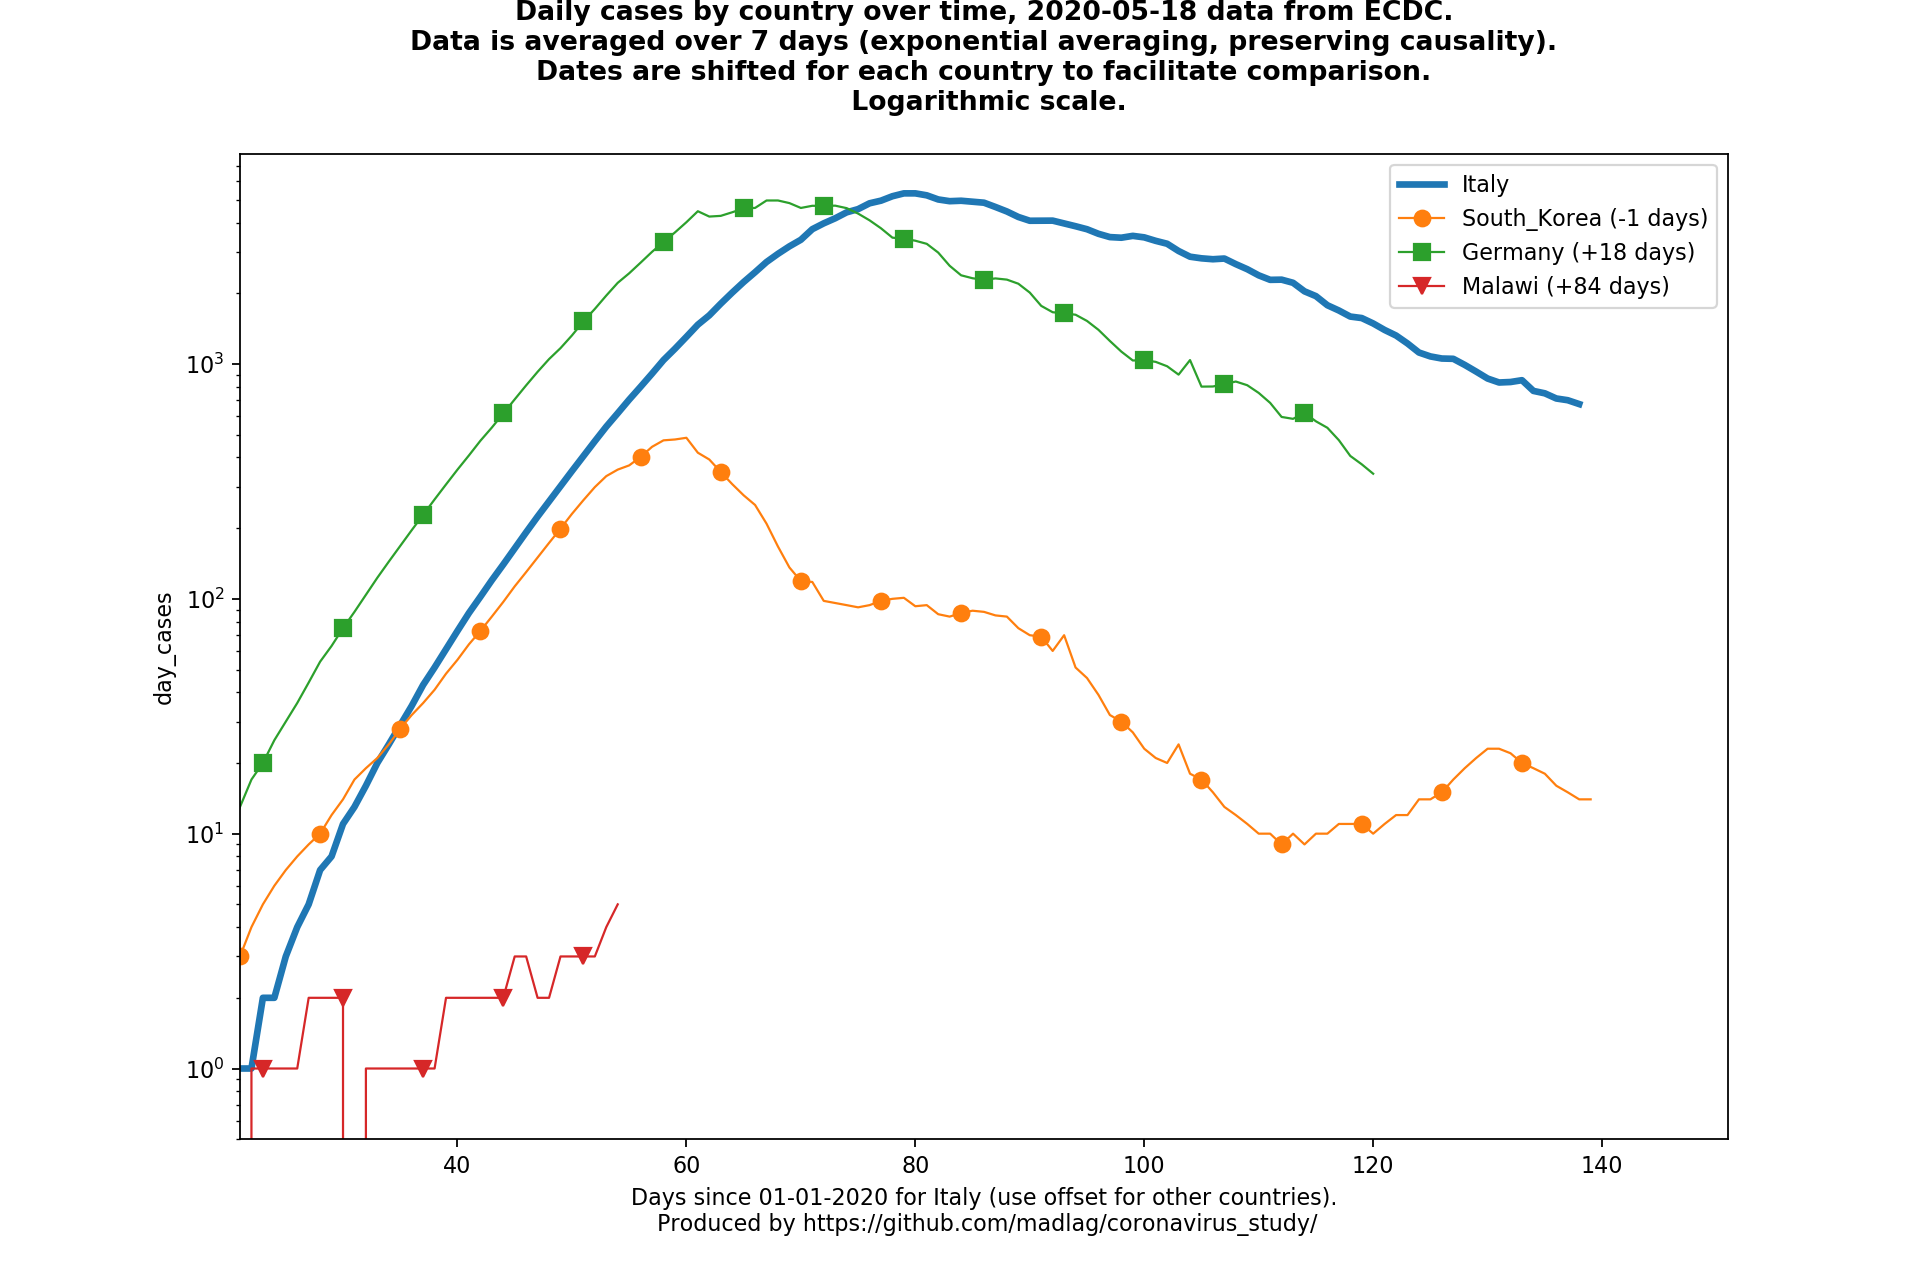 Daily cases by country over time, 2020-05-18 data from ECDC.
Data is averaged over 7 days (exponential averaging, preserving causality).
Dates are shifted for each country to facilitate comparison.
Logarithmic scale.
Italy
South_Korea (-1 days)
Germany (+18 days)
Malawi (+84 days)
10³
10²
10¹
10⁰
day_cases
40 60 80 100 120 140
Days since 01-01-2020 for Italy (use offset for other countries).
Produced by https://github.com/madlag/coronavirus_study/